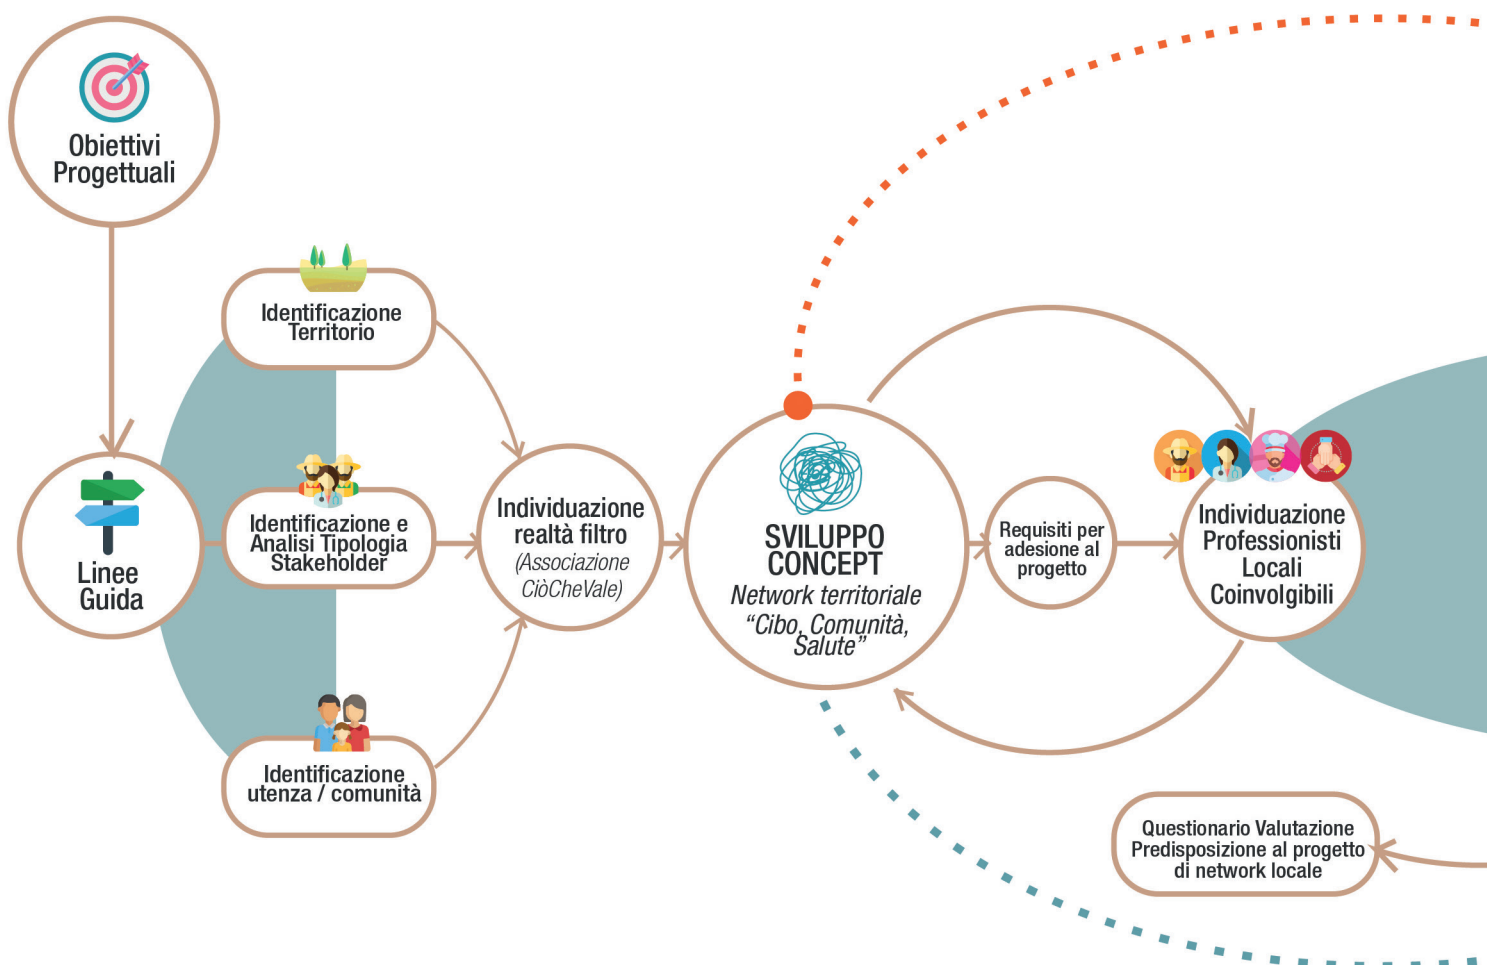 Obiettivi
Progettuali
Linee
Guida
Identificazione
Territorio
Identificazione e
Analisi Tipologia
Stakeholder
Identificazione
utenza / comunità
Individuazione
realtà filtro
(Associazione
CiòCheVale)
SVILUPPO
CONCEPT
Network territoriale
“Cibo, Comunità,
Salute”
Requisiti per
adesione al
progetto
Individuazione
Professionisti
Locali
Coinvolgibili
Questionario Valutazione
Predisposizione al progetto
di network locale